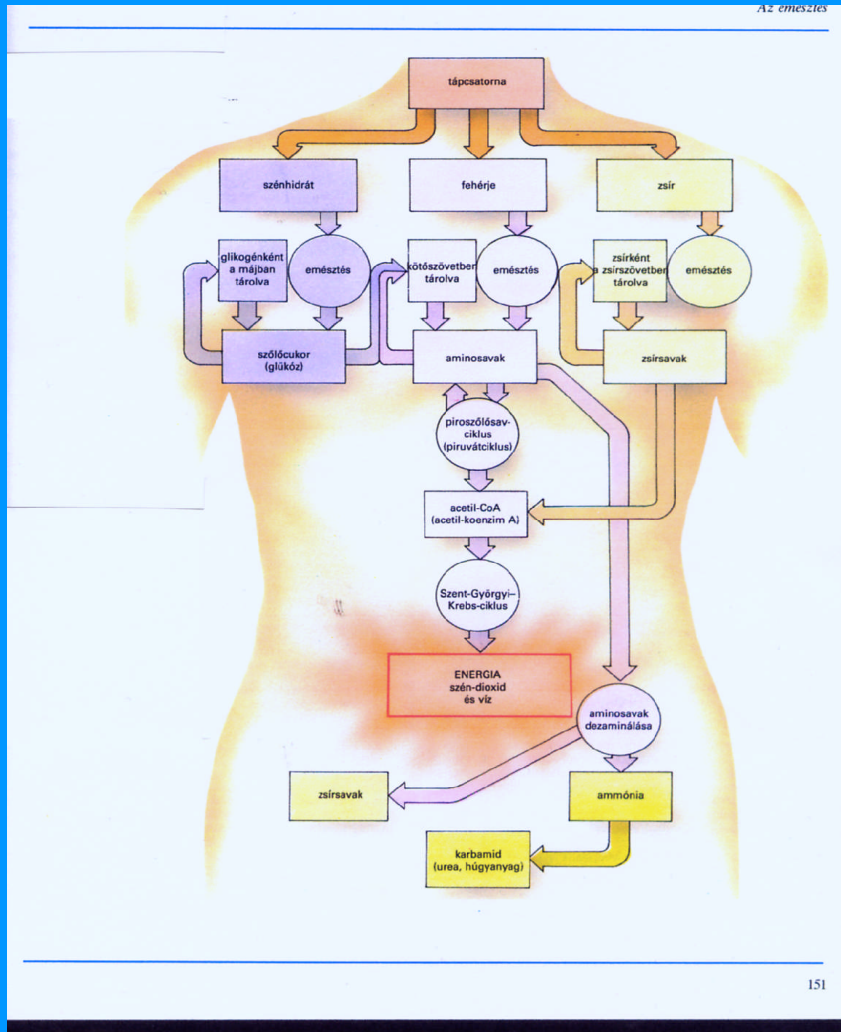 Az emésztés
tápcsatorna
szénhidrát
fehérje
zsír
glikogénként
a májban
tárolva
emésztés
kötőszövetben
tárolva
emésztés
zsírként
a zsírszövetben
tárolva
emésztés
szőlőcukor
(glükóz)
aminosavak
zsírsavak
piroszőlősav-
ciklus
(piruvátciklus)
acetil-CoA
(acetil-koenzim A)
Szent-Györgyi–
Krebs-ciklus
ENERGIA
szén-dioxid
és víz
aminosavak
dezaminálása
zsírsavak
ammónia
karbamid
(urea, húgyanyag)
151